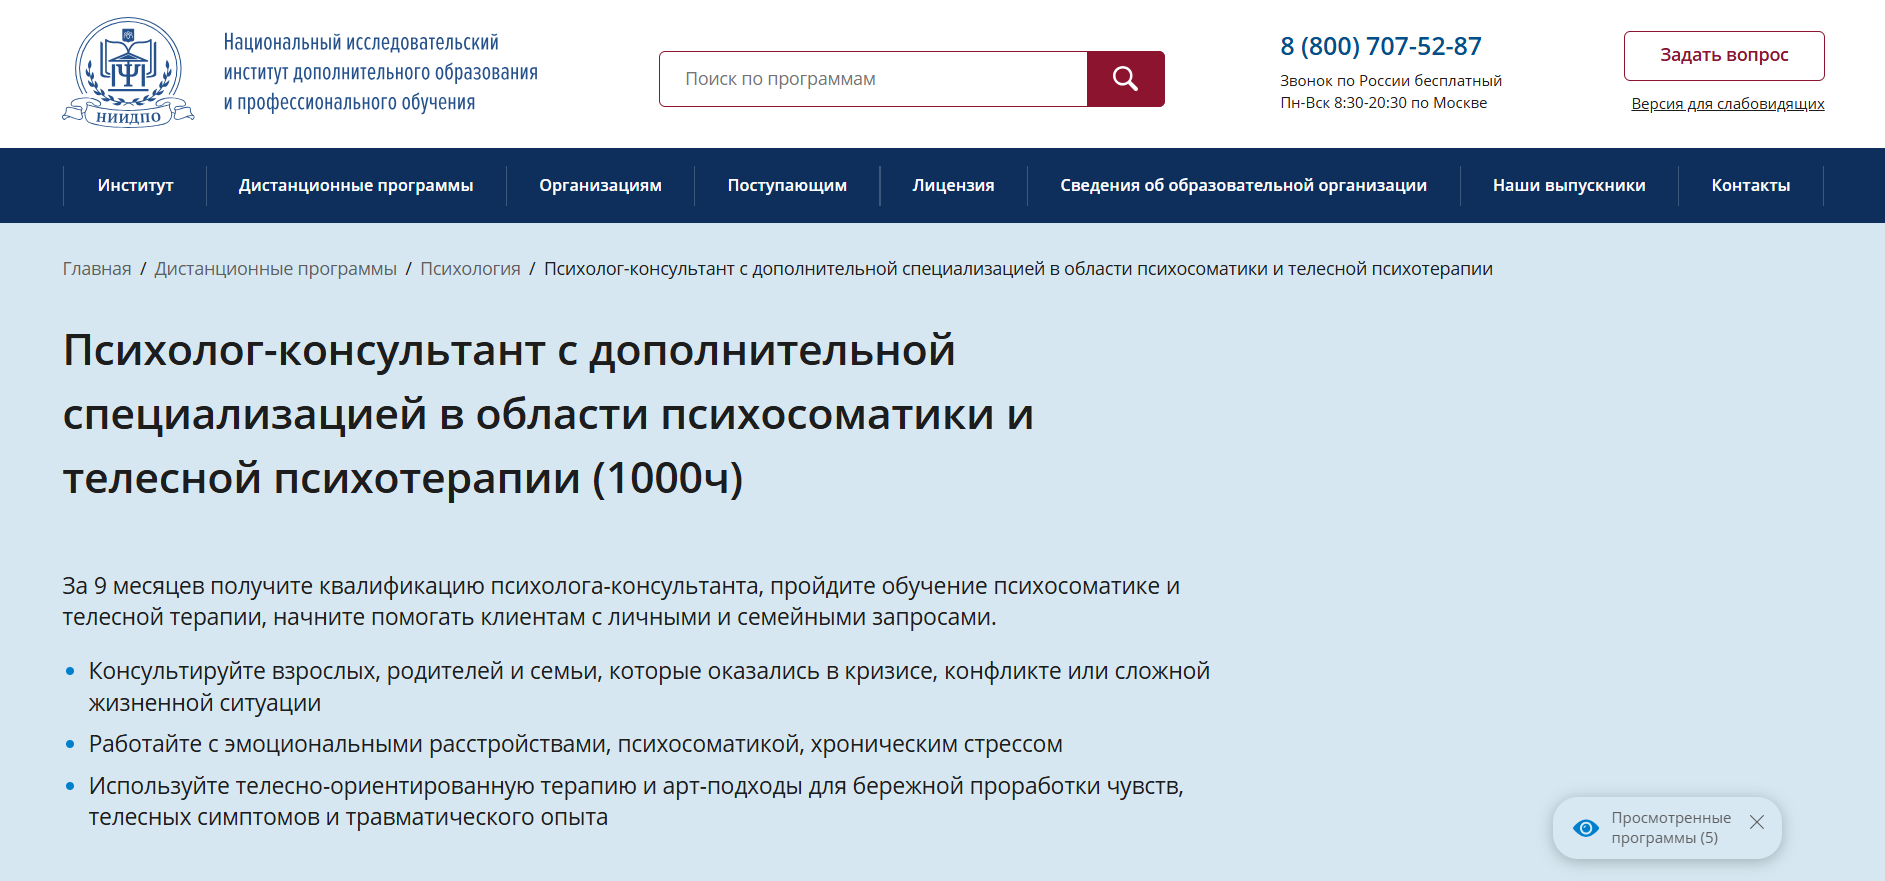 НИИДПО
Национальный исследовательский
институт дополнительного образования
и профессионального обучения
Поиск по программам
8 (800) 707-52-87
Звонок по России бесплатный
Пн-Вск 8:30-20:30 по Москве
Задать вопрос
Версия для слабовидящих
Институт
Дистанционные программы
Организациям
Поступающим
Лицензия
Сведения об образовательной организации
Наши выпускники
Контакты
Главная / Дистанционные программы / Психология / Психолог-консультант с дополнительной специализацией в области психосоматики и телесной психотерапии
Психолог-консультант с дополнительной
специализацией в области психосоматики и
телесной психотерапии (1000ч)
За 9 месяцев получите квалификацию психолога-консультанта, пройдите обучение психосоматике и
телесной терапии, начните помогать клиентам с личными и семейными запросами.
Консультируйте взрослых, родителей и семьи, которые оказались в кризисе, конфликте или сложной
жизненной ситуации
Работайте с эмоциональными расстройствами, психосоматикой, хроническим стрессом
Используйте телесно-ориентированную терапию и арт-подходы для бережной проработки чувств,
телесных симптомов и травматического опыта
Просмотренные
программы (5)